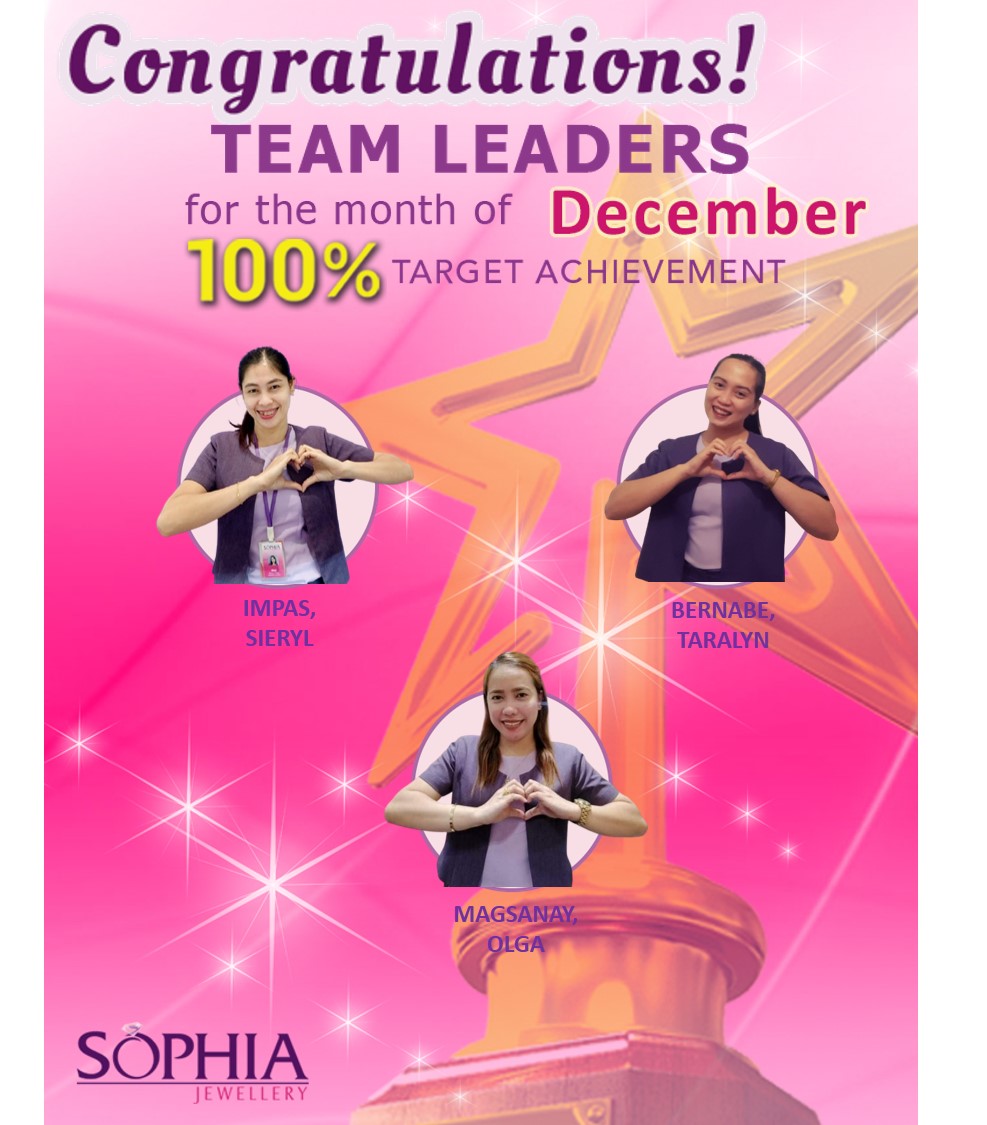 Congratulations!
TEAM LEADERS
for the month of December
100% TARGET ACHIEVEMENT
SOPHIA
IMPAS,
SIERYL
BERNABE,
TARALYN
MAGSANAY,
OLGA
SOPHIA
JEWELLERY